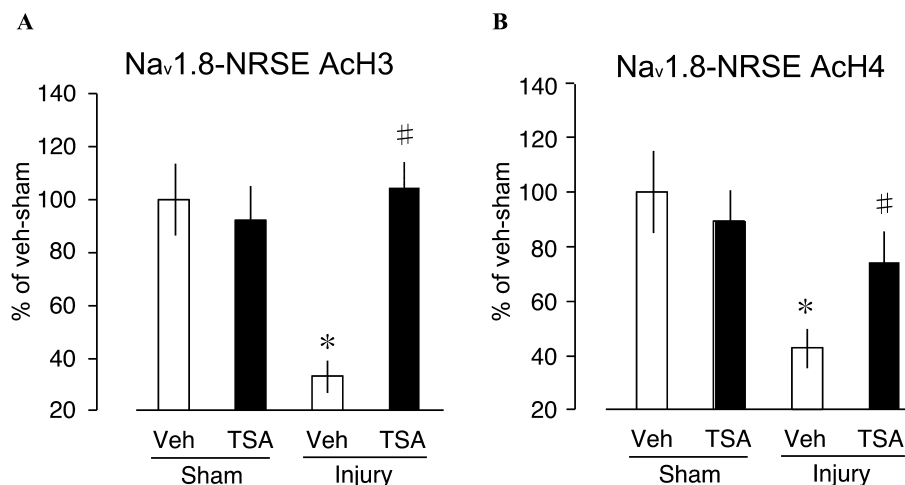 A
Naᵥ1.8-NRSE AcH3
% of veh-sham
140
120
100
80
60
40
20
*
#
Veh TSA Veh TSA
Sham Injury
B
Naᵥ1.8-NRSE AcH4
% of veh-sham
140
120
100
80
60
40
20
*
#
Veh TSA Veh TSA
Sham Injury